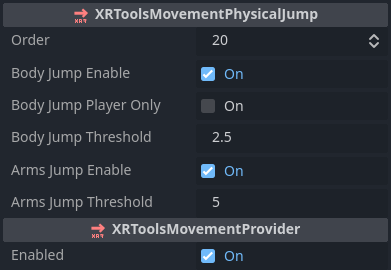 XRToolsMovementPhysicalJump
Order 20
Body Jump Enable On
Body Jump Player Only On
Body Jump Threshold 2.5
Arms Jump Enable On
Arms Jump Threshold 5
XRToolsMovementProvider
Enabled On